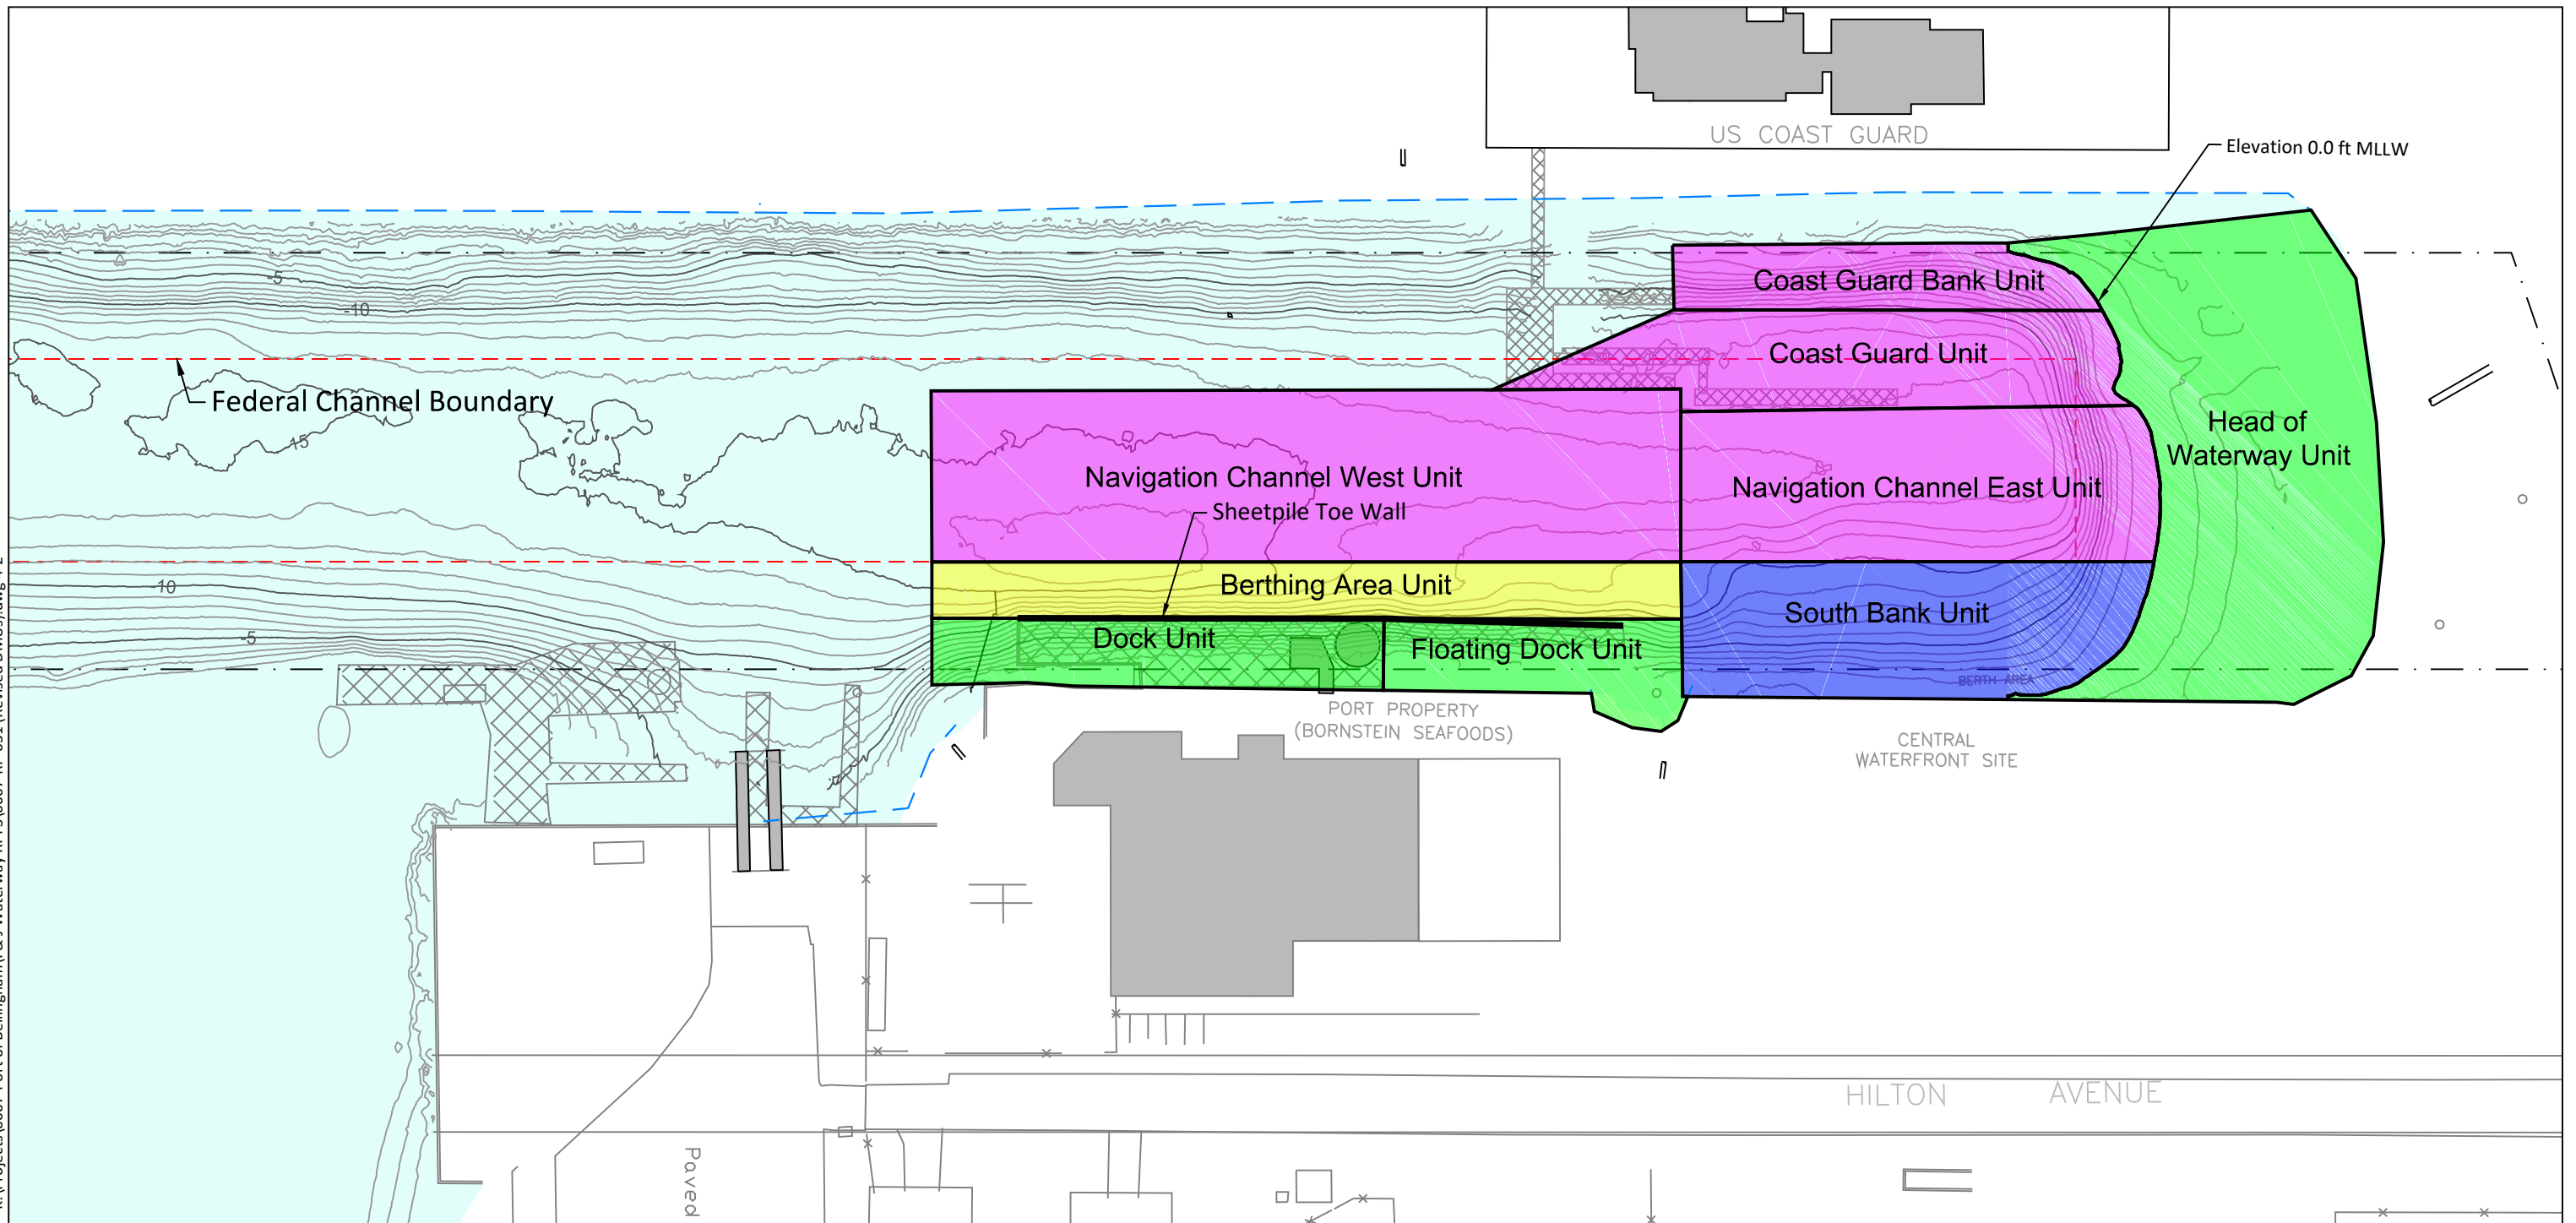 US COAST GUARD
Elevation 0.0 ft MLLW
-5
-10
Coast Guard Bank Unit
Coast Guard Unit
Federal Channel Boundary
15
Head of
Waterway Unit
Navigation Channel West Unit
Navigation Channel East Unit
Sheetpile Toe Wall
Berthing Area Unit
-10
-5
Dock Unit
Floating Dock Unit
South Bank Unit
BERTH AREA
PORT PROPERTY
(BORNSTEIN SEAFOODS)
CENTRAL
WATERFRONT SITE
HILTON AVENUE
Paved